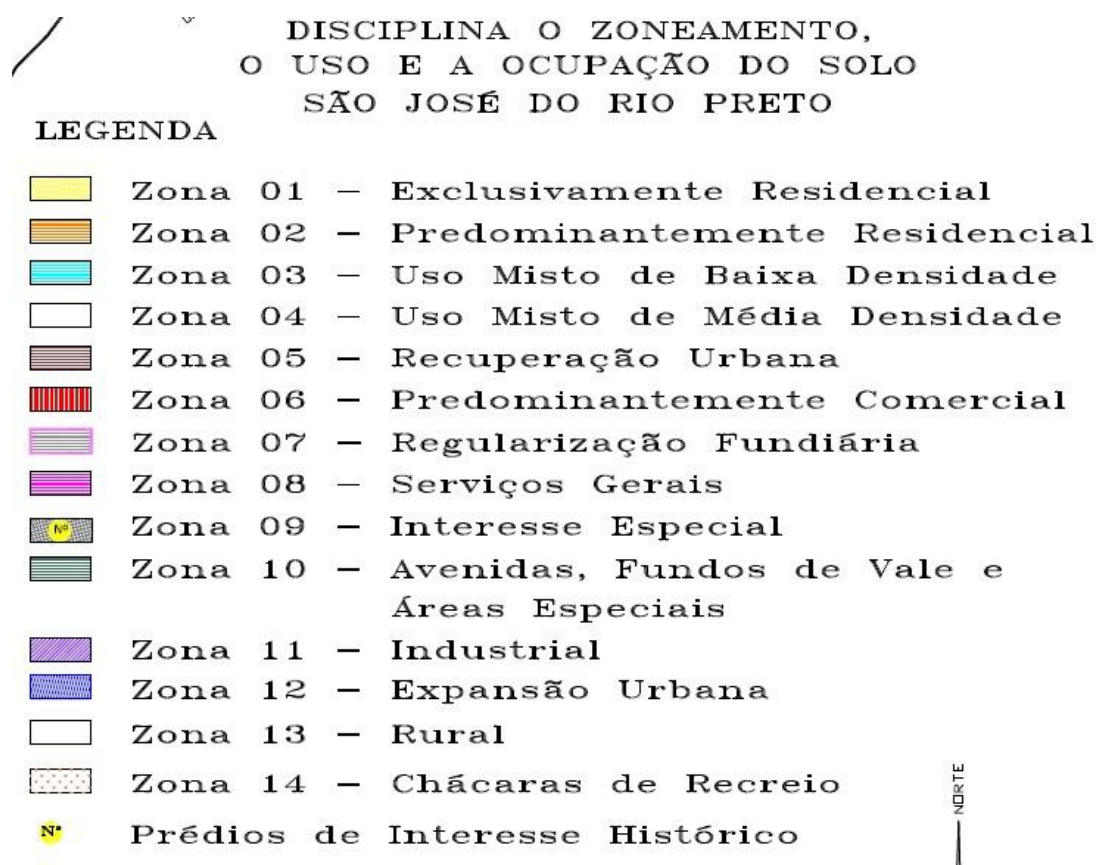 DISCIPLINA O ZONEAMENTO,
O USO E A OCUPAÇÃO DO SOLO
SÃO JOSÉ DO RIO PRETO
LEGENDA
Zona 01 – Exclusivamente Residencial
Zona 02 – Predominantemente Residencial
Zona 03 – Uso Misto de Baixa Densidade
Zona 04 – Uso Misto de Média Densidade
Zona 05 – Recuperação Urbana
Zona 06 – Predominantemente Comercial
Zona 07 – Regularização Fundiária
Zona 08 – Serviços Gerais
Nº Zona 09 – Interesse Especial
Zona 10 – Avenidas, Fundos de Vale e
Áreas Especiais
Zona 11 – Industrial
Zona 12 – Expansão Urbana
Zona 13 – Rural
Zona 14 – Chácaras de Recreio
Nº Prédios de Interesse Histórico
NORTE